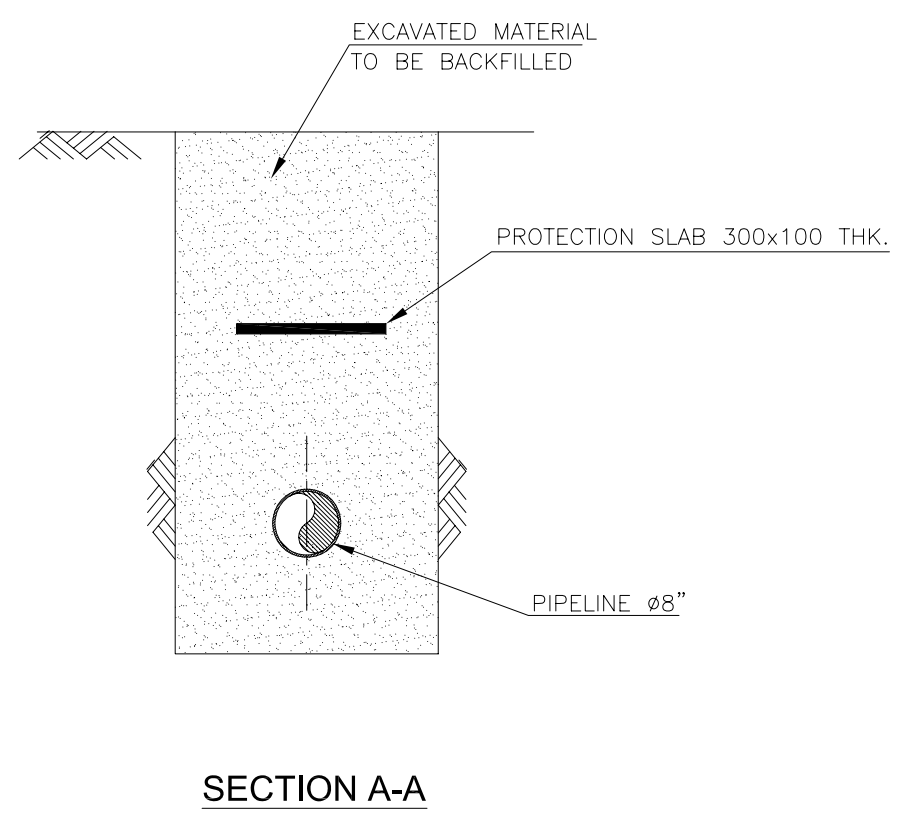 EXCAVATED MATERIAL
TO BE BACKFILLED
PROTECTION SLAB 300x100 THK.
PIPELINE ø8"
SECTION A-A